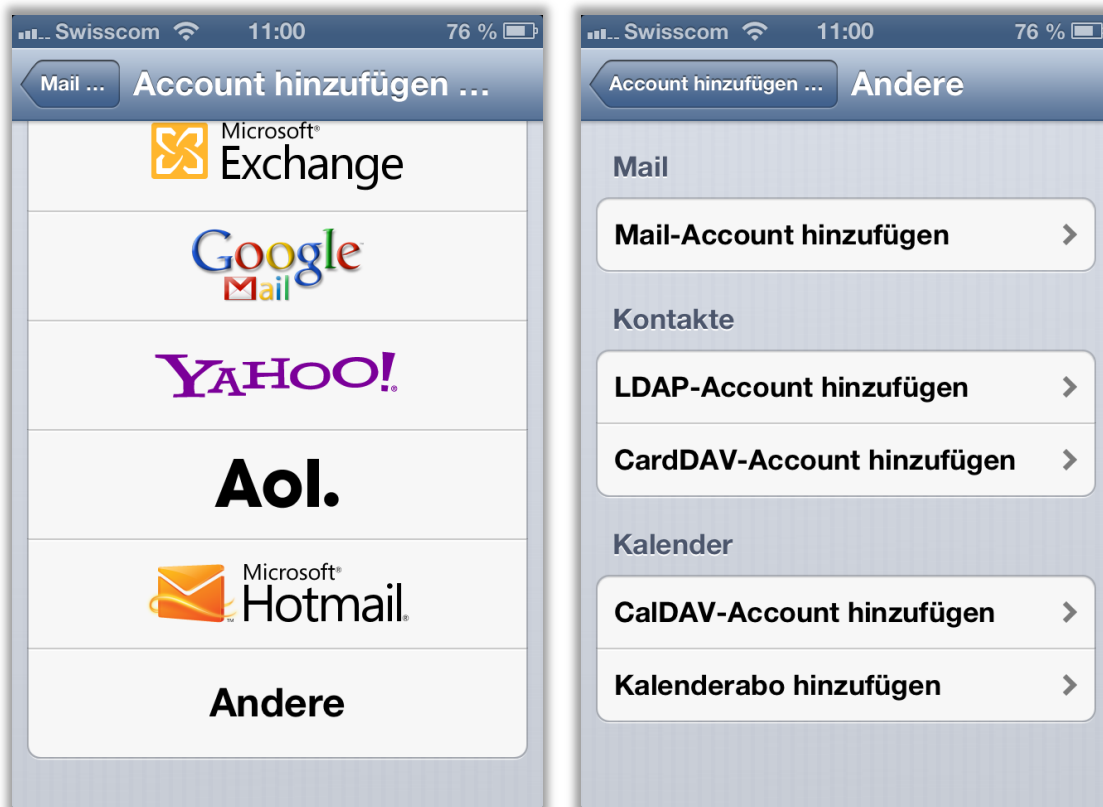 Swisscom 11:00 76 %
Mail ... Account hinzufügen ...
Microsoft®
Exchange
Google™
Mail
YAHOO!®
Aol.
Microsoft®
Hotmail®
Andere
Swisscom 11:00 76 %
Account hinzufügen ... Andere
Mail
Mail-Account hinzufügen
Kontakte
LDAP-Account hinzufügen
CardDAV-Account hinzufügen
Kalender
CalDAV-Account hinzufügen
Kalenderabo hinzufügen